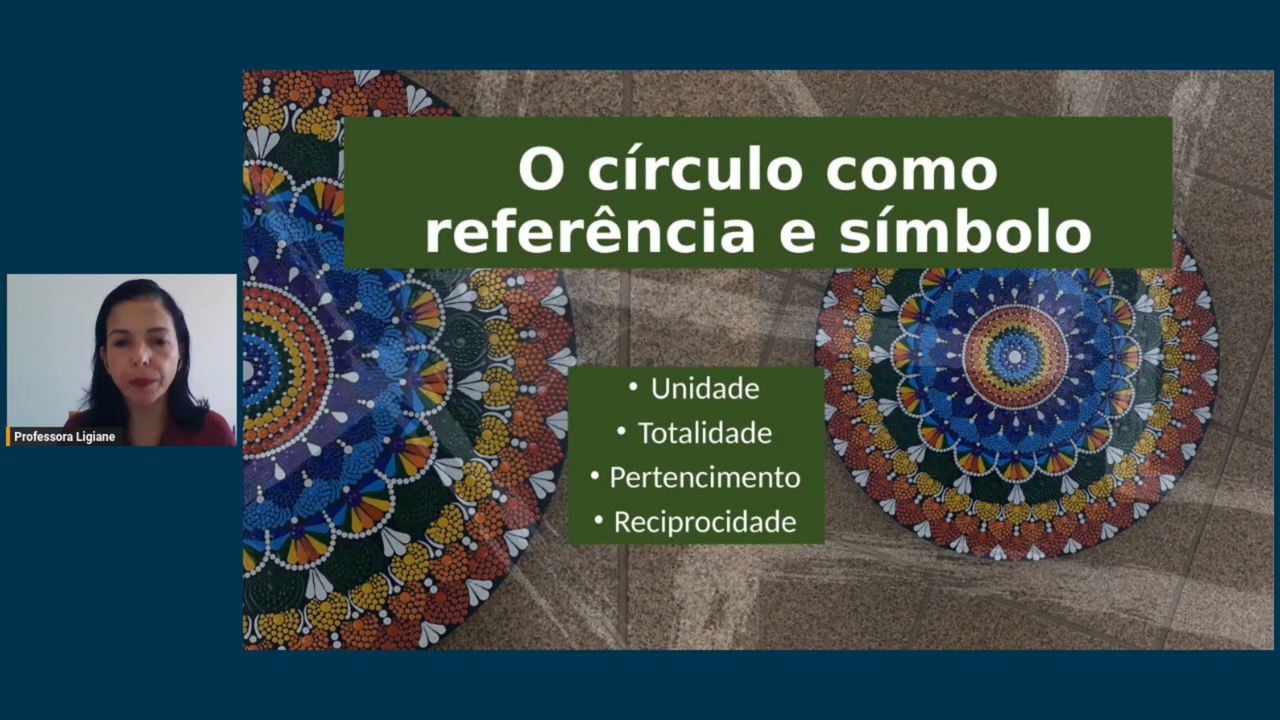 O círculo como
referência e símbolo
• Unidade
• Totalidade
• Pertencimento
• Reciprocidade
Professora Ligiane